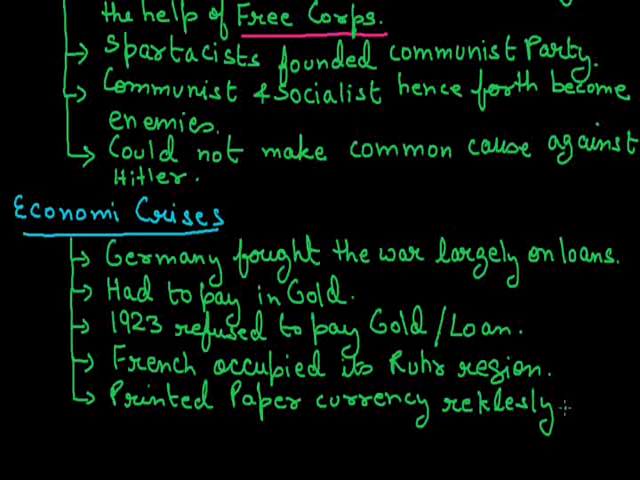 the help of Free Corps.
Spartacists founded communist Party.
Communist & Socialist hence forth become
enemies.
Could not make common cause against
Hitler.
Economi Crises
Germany fought the war largely on loans.
Had to pay in Gold.
1923 refused to pay Gold/Loan.
French occupied its Ruhr region.
Printed Paper currency reklesly